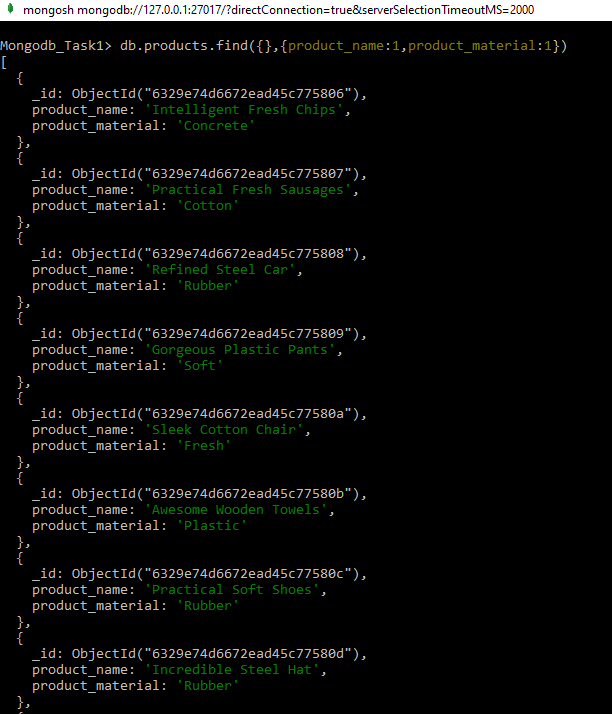 mongosh mongodb://127.0.0.1:27017/?directConnection=true&serverSelectionTimeoutMS=2000
Mongodb_Task1> db.products.find({},{product_name:1,product_material:1})
[
  {
    _id: ObjectId("6329e74d6672ead45c775806"),
    product_name: 'Intelligent Fresh Chips',
    product_material: 'Concrete'
  },
  {
    _id: ObjectId("6329e74d6672ead45c775807"),
    product_name: 'Practical Fresh Sausages',
    product_material: 'Cotton'
  },
  {
    _id: ObjectId("6329e74d6672ead45c775808"),
    product_name: 'Refined Steel Car',
    product_material: 'Rubber'
  },
  {
    _id: ObjectId("6329e74d6672ead45c775809"),
    product_name: 'Gorgeous Plastic Pants',
    product_material: 'Soft'
  },
  {
    _id: ObjectId("6329e74d6672ead45c77580a"),
    product_name: 'Sleek Cotton Chair',
    product_material: 'Fresh'
  },
  {
    _id: ObjectId("6329e74d6672ead45c77580b"),
    product_name: 'Awesome Wooden Towels',
    product_material: 'Plastic'
  },
  {
    _id: ObjectId("6329e74d6672ead45c77580c"),
    product_name: 'Practical Soft Shoes',
    product_material: 'Rubber'
  },
  {
    _id: ObjectId("6329e74d6672ead45c77580d"),
    product_name: 'Incredible Steel Hat',
    product_material: 'Rubber'
  },